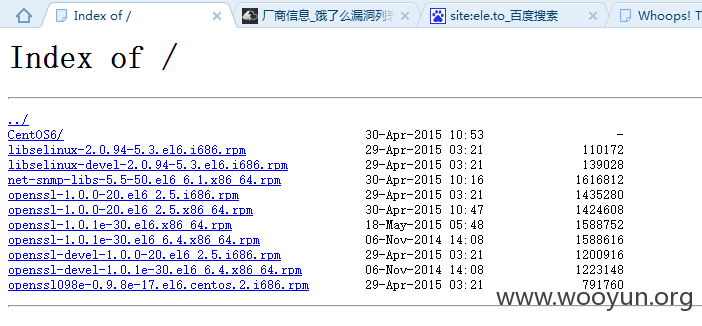 Index of /
厂商信息_饿了么漏洞列表
site:ele.to_百度搜索
Whoops! T
Index of /
../
CentOS6/ 30-Apr-2015 10:53 -
libselinux-2.0.94-5.3.el6.i686.rpm 29-Apr-2015 03:21 110172
libselinux-devel-2.0.94-5.3.el6.i686.rpm 29-Apr-2015 03:21 139028
net-snmp-libs-5.5-50.el6_6.1.x86_64.rpm 30-Apr-2015 10:16 1616812
openssl-1.0.0-20.el6_2.5.i686.rpm 29-Apr-2015 03:21 1435280
openssl-1.0.0-20.el6_2.5.x86_64.rpm 30-Apr-2015 10:47 1424608
openssl-1.0.1e-30.el6.x86_64.rpm 18-May-2015 05:48 1588752
openssl-1.0.1e-30.el6_6.4.x86_64.rpm 06-Nov-2014 14:08 1588616
openssl-devel-1.0.0-20.el6_2.5.i686.rpm 29-Apr-2015 03:21 1200916
openssl-devel-1.0.1e-30.el6_6.4.x86_64.rpm 06-Nov-2014 14:08 1223148
openssl098e-0.9.8e-17.el6.centos.2.i686.rpm 29-Apr-2015 03:21 791760
www.wooyun.org